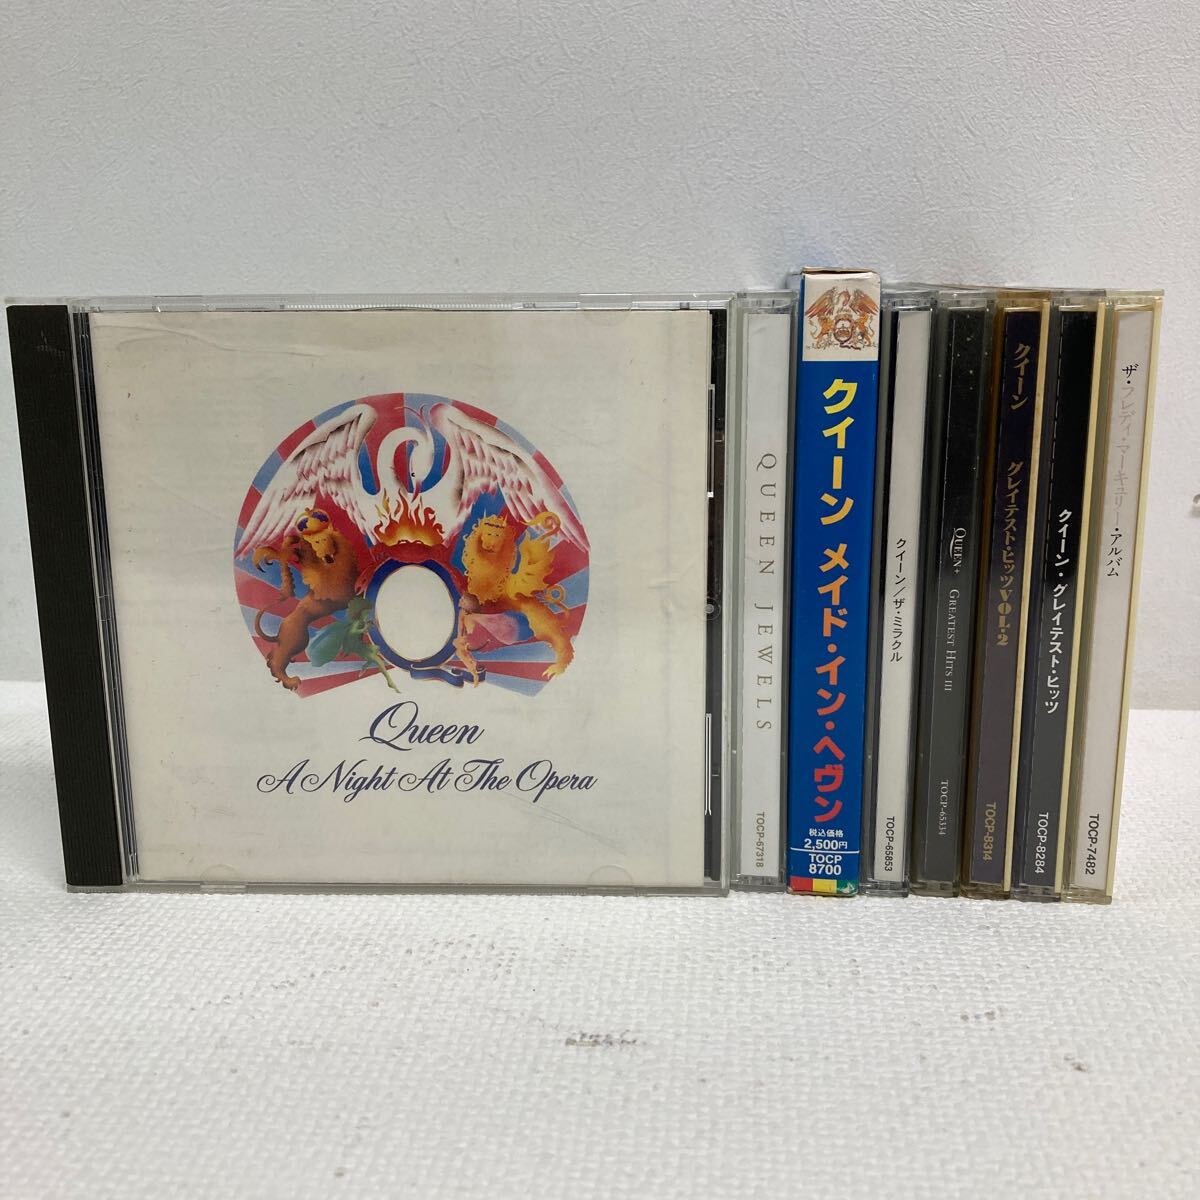 Queen
A Night At The Opera
QUEEN JEWELS
TOCP-67318
クイーン メイド・イン・ヘヴン
税込価格
2,500円
TOCP
8700
クイーン/ザ・ミラクル
TOCP-65853
QUEEN+ GREATEST HITS III
TOCP-65334
クイーン グレイテスト・ヒッツVOL・2
TOCP-8314
クイーン・グレイテスト・ヒッツ
TOCP-8284
ザ・フレディ・マーキュリー・アルバム
TOCP-7482